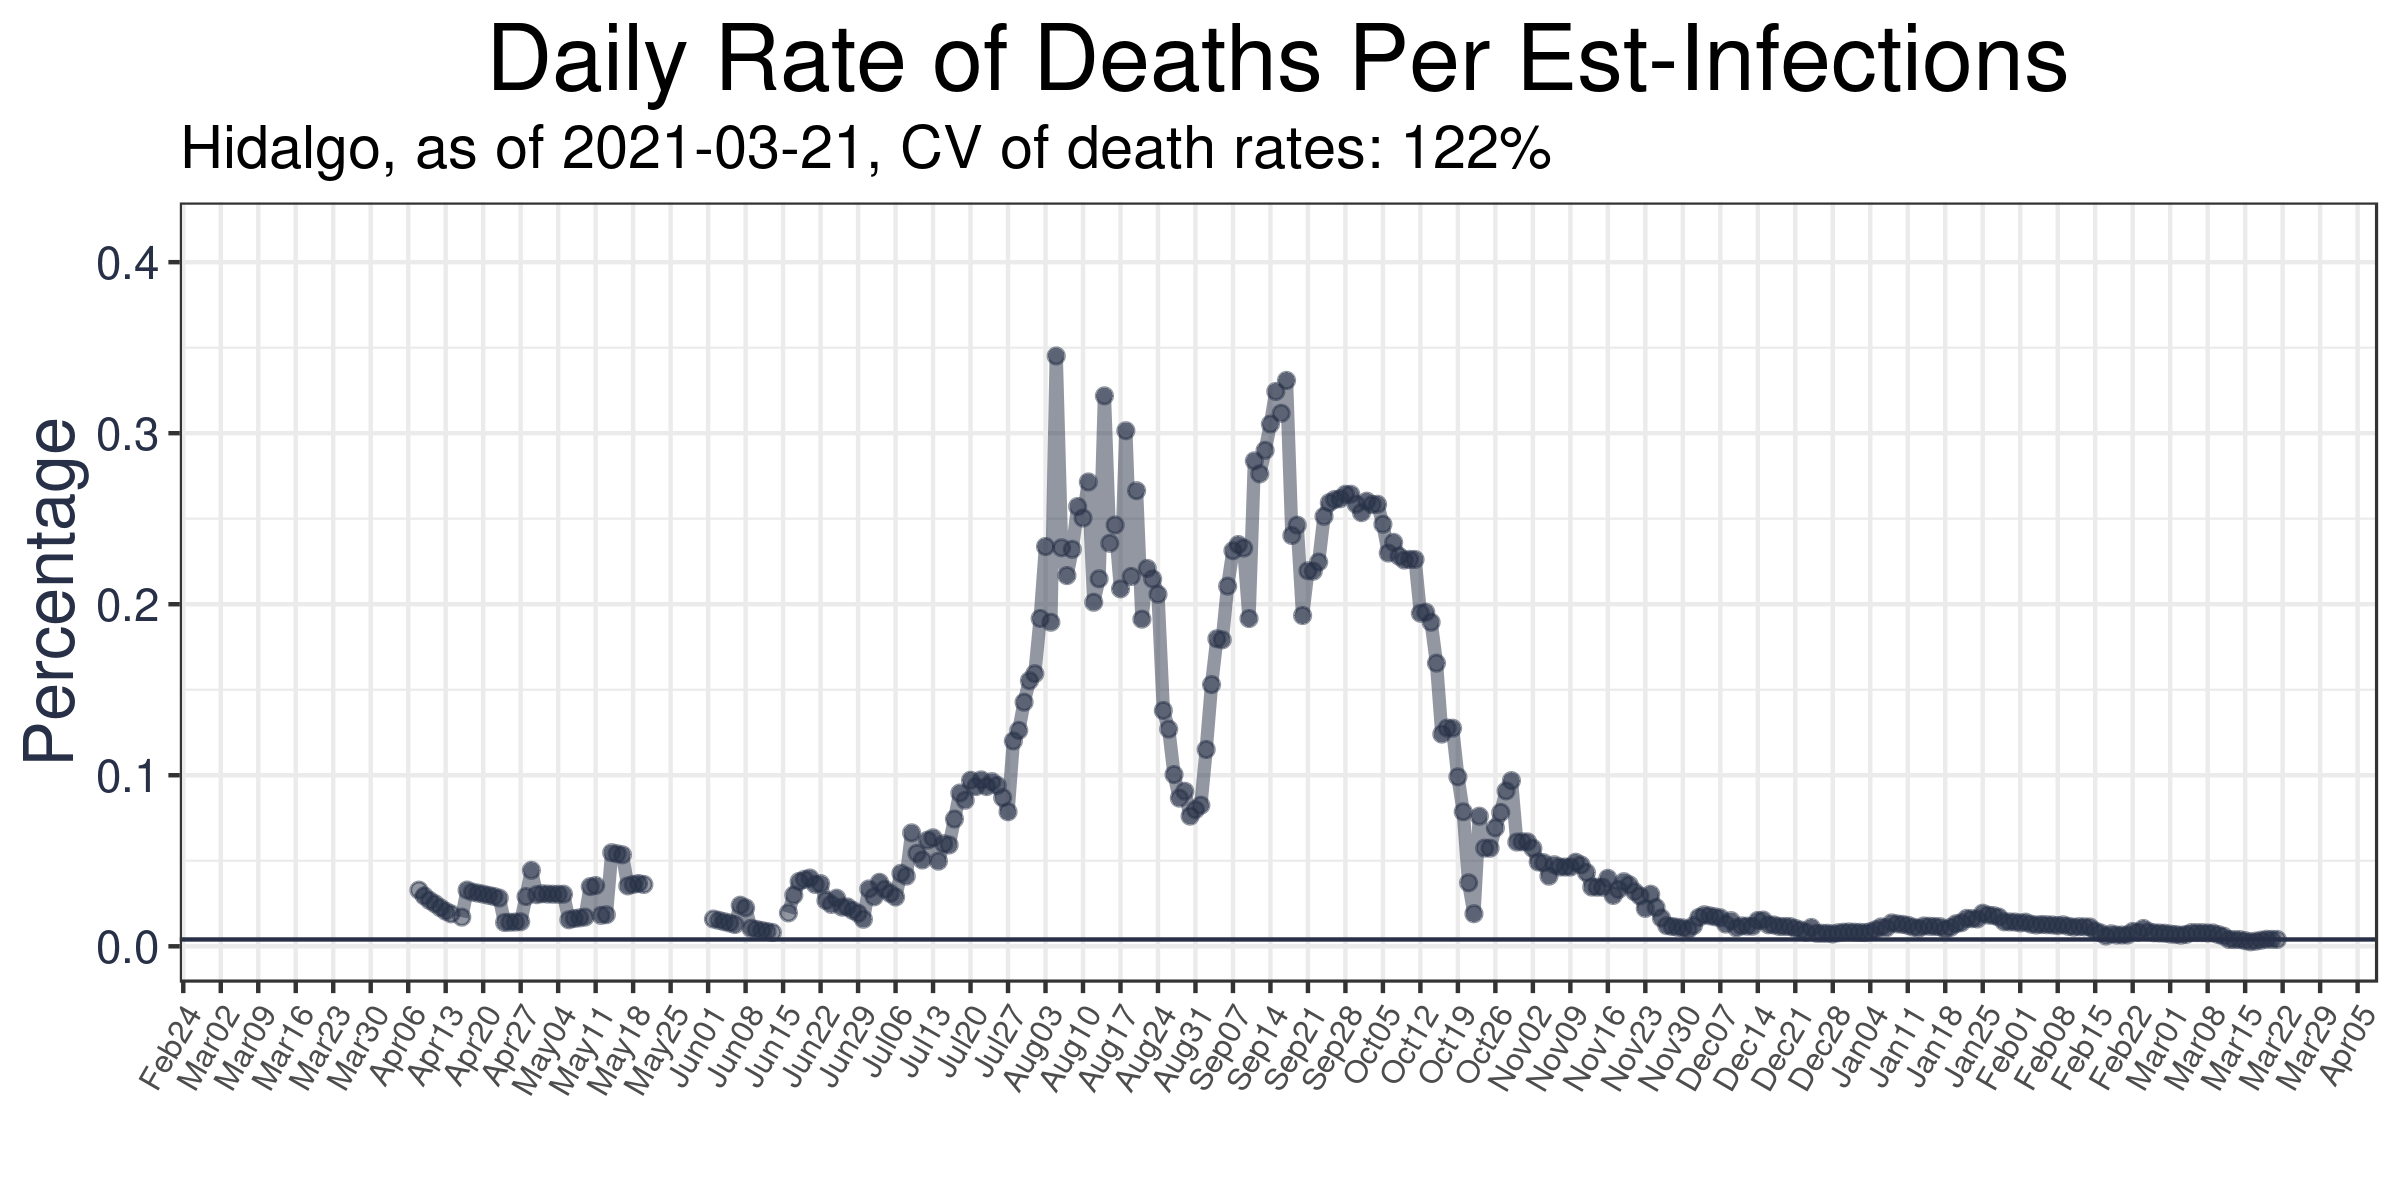 Daily Rate of Deaths Per Est-Infections
Hidalgo, as of 2021-03-21, CV of death rates: 122%
Percentage
0.4
0.3
0.2
0.1
0.0
Feb24
Mar02
Mar09
Mar16
Mar23
Mar30
Apr06
Apr13
Apr20
Apr27
May04
May11
May18
May25
Jun01
Jun08
Jun15
Jun22
Jun29
Jul06
Jul13
Jul20
Jul27
Aug03
Aug10
Aug17
Aug24
Aug31
Sep07
Sep14
Sep21
Sep28
Oct05
Oct12
Oct19
Oct26
Nov02
Nov09
Nov16
Nov23
Nov30
Dec07
Dec14
Dec21
Dec28
Jan04
Jan11
Jan18
Jan25
Feb01
Feb08
Feb15
Feb22
Mar01
Mar08
Mar15
Mar22
Mar29
Apr05